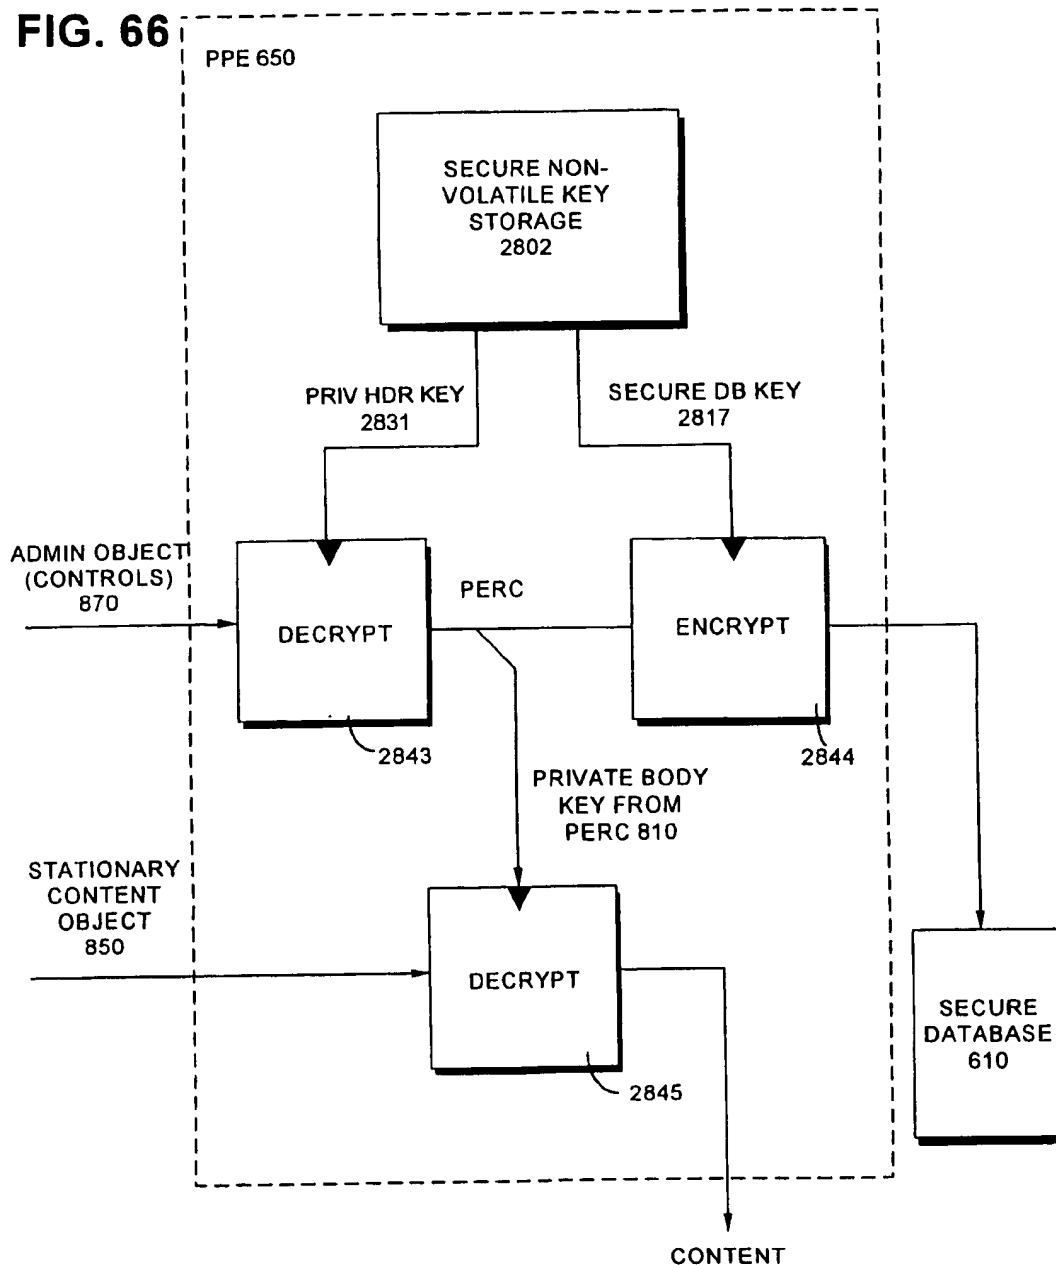 FIG. 66
PPE 650
SECURE NON-
VOLATILE KEY
STORAGE
2802
PRIV HDR KEY
2831
SECURE DB KEY
2817
ADMIN OBJECT
(CONTROLS)
870
DECRYPT
PERC
ENCRYPT
2843
2844
PRIVATE BODY
KEY FROM
PERC 810
STATIONARY
CONTENT
OBJECT
850
DECRYPT
2845
SECURE
DATABASE
610
CONTENT